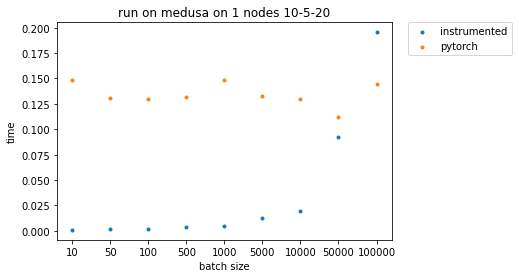 run on medusa on 1 nodes 10-5-20
instrumented
pytorch
0.200
0.175
0.150
0.125
0.100
0.075
0.050
0.025
0.000
time
10 50 100 500 1000 5000 10000 50000 100000
batch size